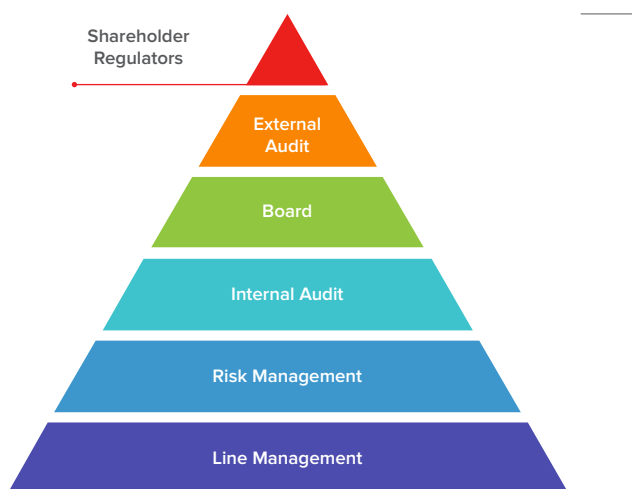 Shareholder
Regulators
External
Audit
Board
Internal Audit
Risk Management
Line Management